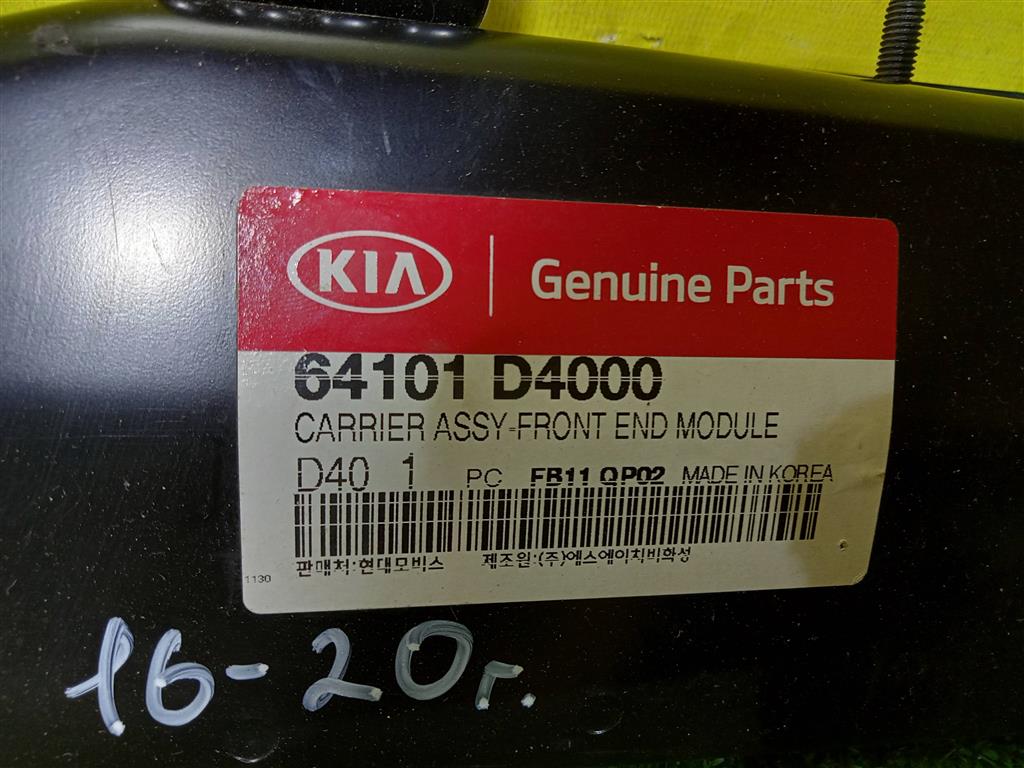 KIA | Genuine Parts
64101 D4000
CARRIER ASSY-FRONT END MODULE
D40 1 PC FB11 QP02 MADE IN KOREA
판매처:현대모비스 제조원:(주)에스에이치비화성
1130
16-20г.